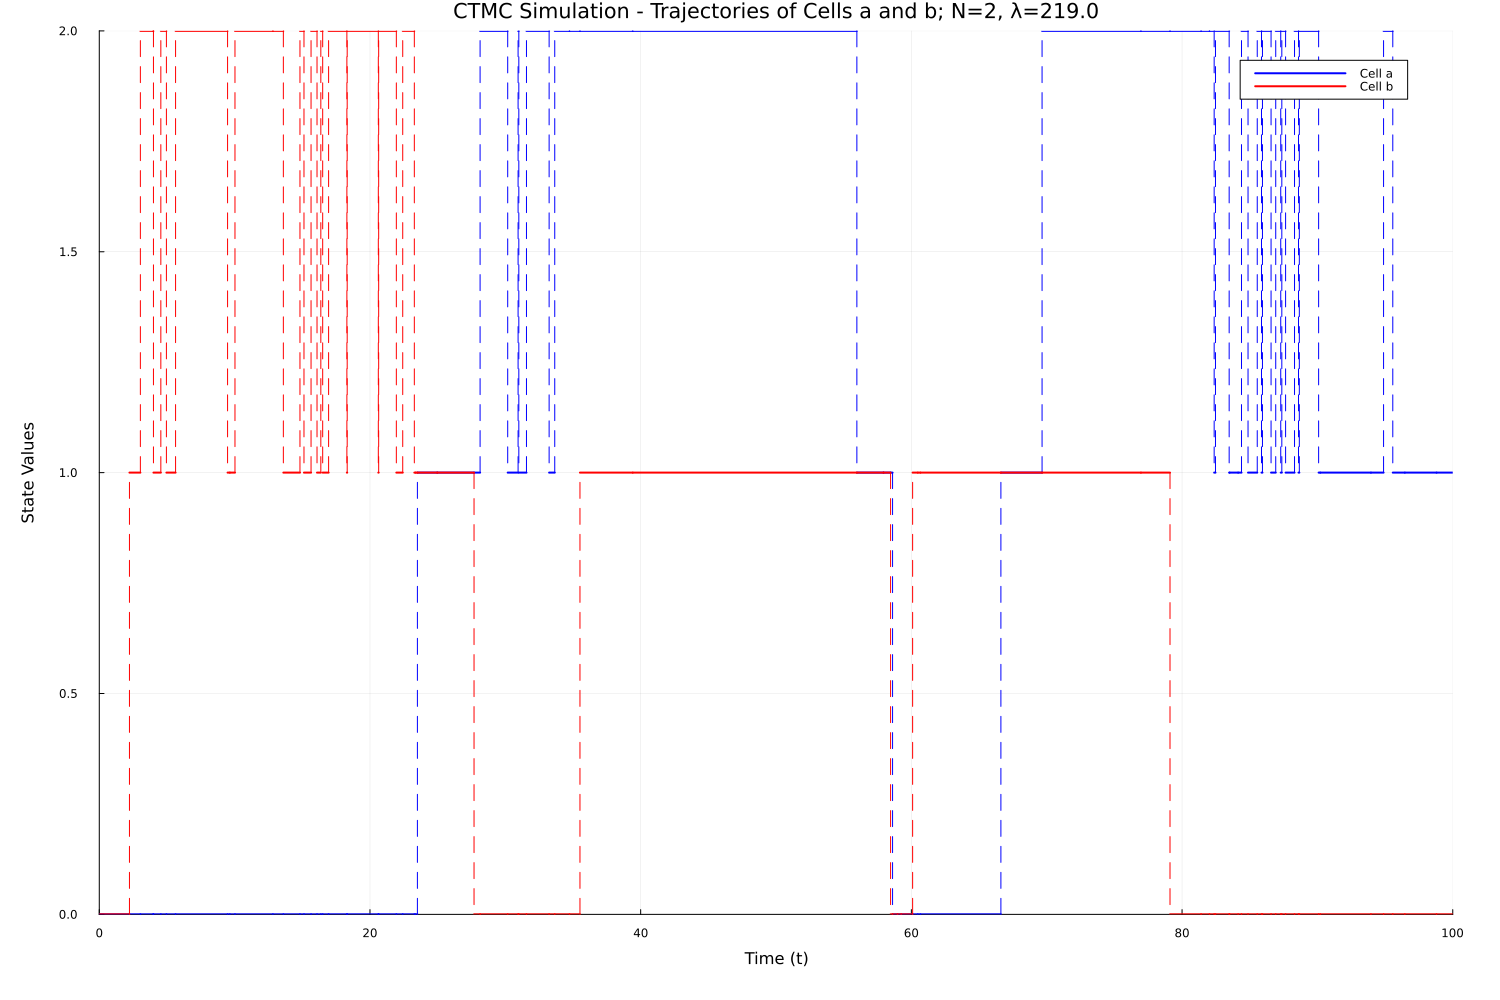 CTMC Simulation - Trajectories of Cells a and b; N=2, λ=219.0
2.0
Cell a
Cell b
1.5
1.0
State Values
0.5
0.0
0 20 40 60 80 100
Time (t)